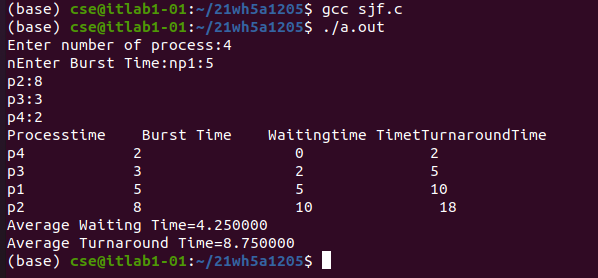 (base) cse@itlab1-01:~/21wh5a1205$ gcc sjf.c
(base) cse@itlab1-01:~/21wh5a1205$ ./a.out
Enter number of process:4
nEnter Burst Time:np1:5
p2:8
p3:3
p4:2
Processtime    Burst Time     Waitingtime TimetTurnaroundTime
p4             2                  0               2
p3             3                  2               5
p1             5                  5               10
p2             8                  10               18
Average Waiting Time=4.250000
Average Turnaround Time=8.750000
(base) cse@itlab1-01:~/21wh5a1205$